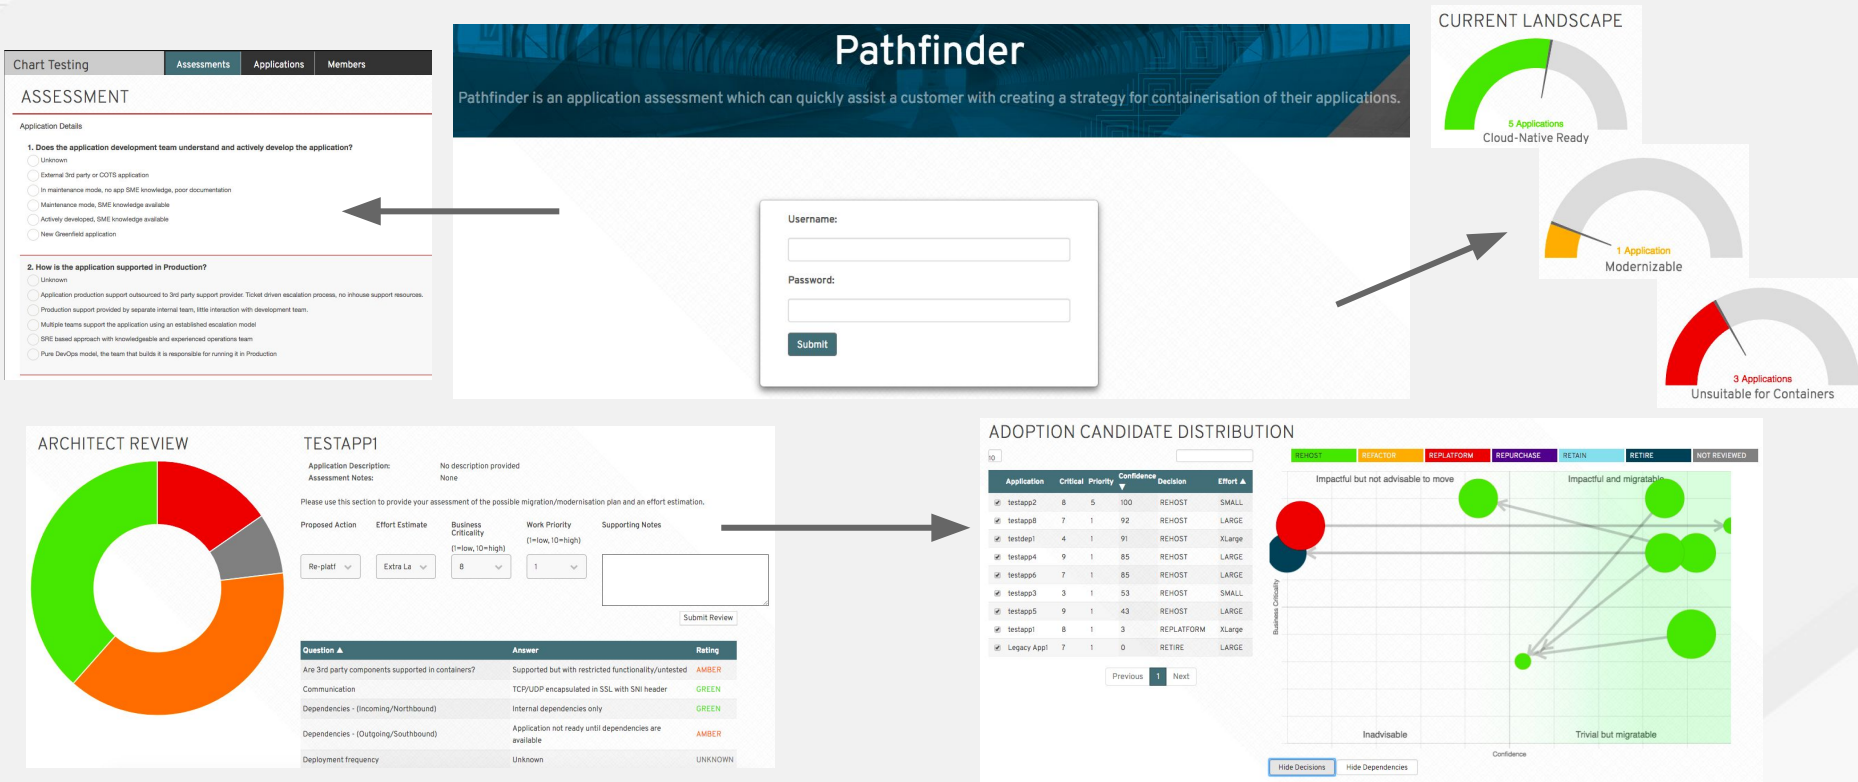 Chart Testing
Assessments
Applications
Members
ASSESSMENT
Application Details
1. Does the application development team understand and actively develop the application?
Unknown
External 3rd party or COTS application
In maintenance mode, no app SME knowledge, poor documentation
Maintenance mode, SME knowledge available
Actively developed, SME knowledge available
New Greenfield application
2. How is the application supported in Production?
Unknown
Application production support outsourced to 3rd party support provider. Ticket driven escalation process, no inhouse support resources.
Production support provided by separate internal team, little interaction with development team.
Multiple teams support the application using an established escalation model
SRE based approach with knowledgeable and experienced operations team
Pure DevOps model, the team that builds it is responsible for running it in Production
Pathfinder
Pathfinder is an application assessment which can quickly assist a customer with creating a strategy for containerisation of their applications.
Username:
Password:
Submit
CURRENT LANDSCAPE
5 Applications
Cloud-Native Ready
1 Application
Modernizable
3 Applications
Unsuitable for Containers
ARCHITECT REVIEW
TESTAPP1
Application Description: No description provided
Assessment Notes: None
Please use this section to provide your assessment of the possible migration/modernisation plan and an effort estimation.
Proposed Action Effort Estimate Business Work Priority Supporting Notes
Criticality
(1=low, 10=high)
(1=low, 10=high)
Re-platf Extra La 8 1
Submit Review
Question ▲ Answer Rating
Are 3rd party components supported in containers? Supported but with restricted functionality/untested AMBER
Communication TCP/UDP encapsulated in SSL with SNI header GREEN
Dependencies - (Incoming/Northbound) Internal dependencies only GREEN
Dependencies - (Outgoing/Southbound) Application not ready until dependencies are AMBER
available
Deployment frequency Unknown UNKNOWN
ADOPTION CANDIDATE DISTRIBUTION
10
Application Critical Priority Confidence ▼ Decision Effort ▲
testapp2 8 5 100 REHOST SMALL
testapp8 7 1 92 REHOST LARGE
testdep1 4 1 91 REHOST XLarge
testapp4 9 1 85 REHOST LARGE
testapp6 7 1 85 REHOST LARGE
testapp3 3 1 53 REHOST SMALL
testapp5 9 1 43 REHOST LARGE
testapp1 8 1 3 REPLATFORM XLarge
Legacy App1 7 1 0 RETIRE LARGE
Previous 1 Next
REHOST REFACTOR REPLATFORM REPURCHASE RETAIN RETIRE NOT REVIEWED
Impactful but not advisable to move
Impactful and migratable
Business Criticality
Inadvisable
Trivial but migratable
Confidence
Hide Decisions
Hide Dependencies